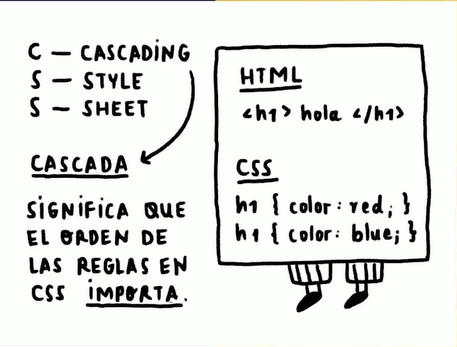 C — CASCADING
S — STYLE
S — SHEET
CASCADA
SIGNIFICA QUE
EL ORDEN DE
LAS REGLAS EN
CSS IMPORTA.
HTML
<h1> hola </h1>
CSS
h1 { color: red; }
h1 { color: blue; }